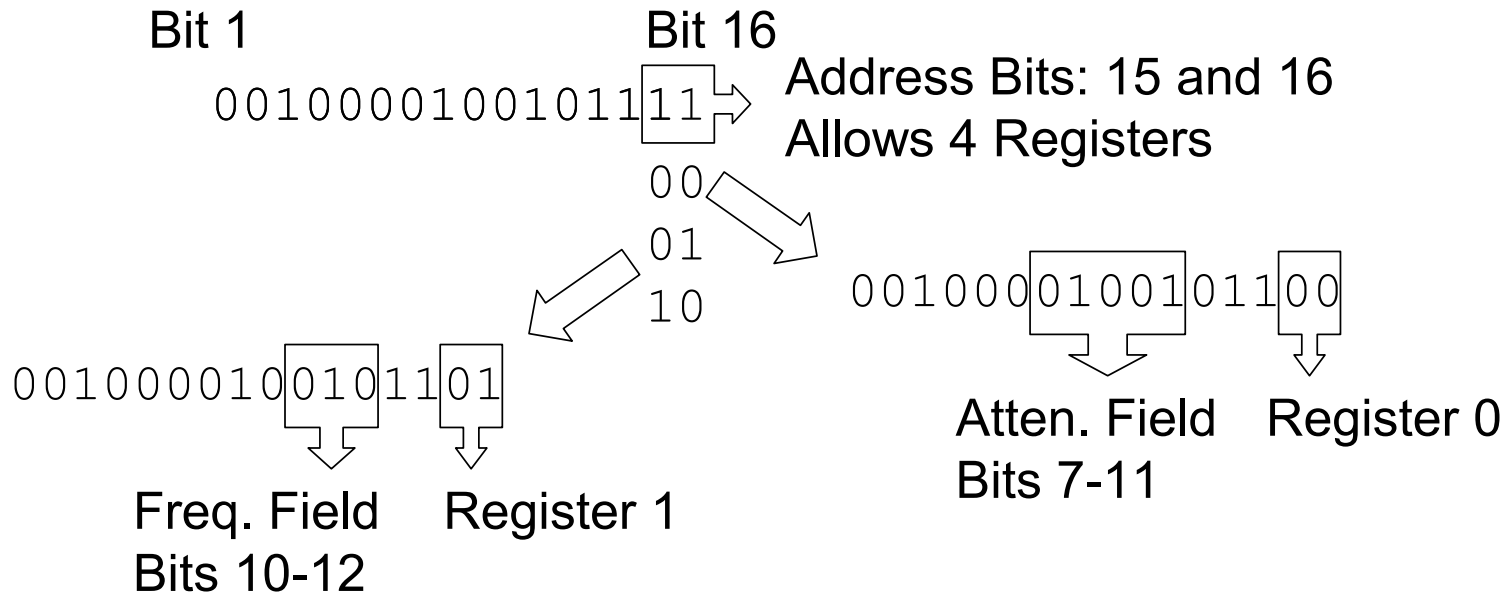 Bit 1 Bit 16
0010000100101111
Address Bits: 15 and 16
Allows 4 Registers
00
01
10
0010000100101100
Atten. Field Register 0
Bits 7-11
0010000100101101
Freq. Field Register 1
Bits 10-12